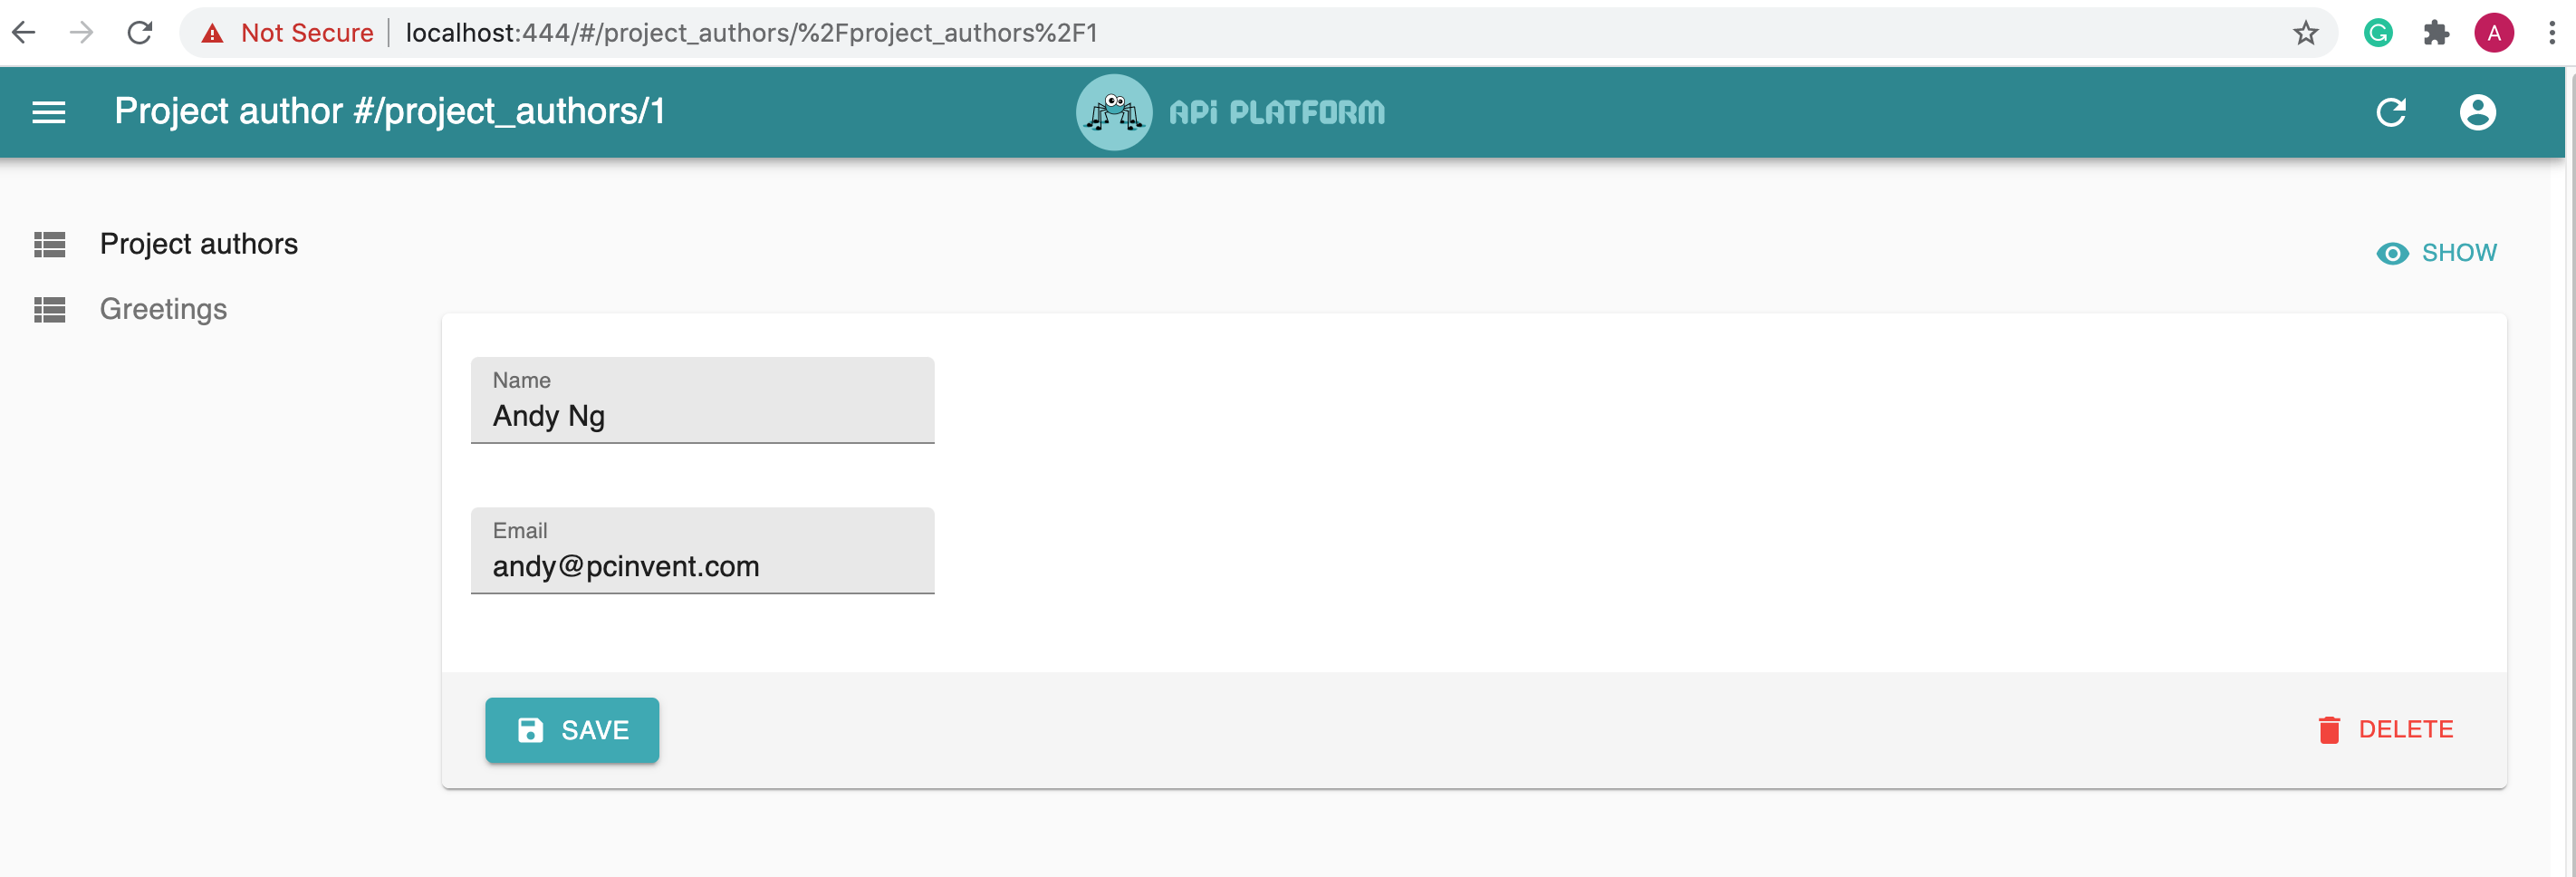 Not Secure localhost:444/#/project_authors/%2Fproject_authors%2F1
G
A
Project author #/project_authors/1
API PLATFORM
Project authors
Greetings
SHOW
Name
Andy Ng
Email
andy@pcinvent.com
SAVE
DELETE